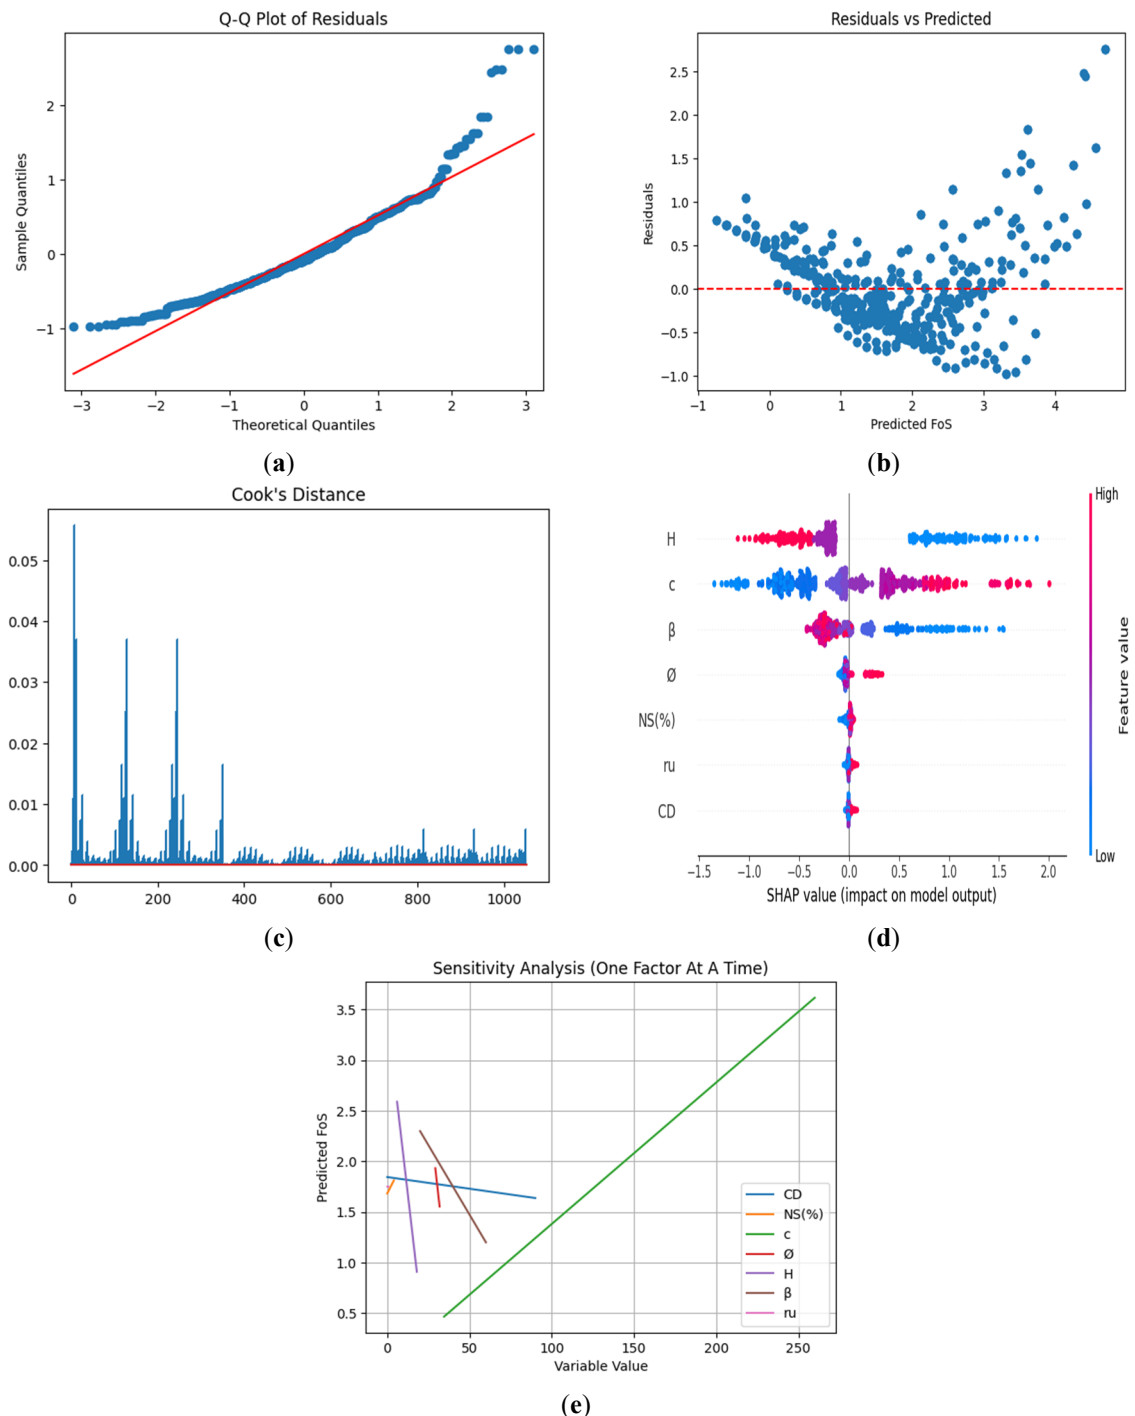 Q-Q Plot of Residuals
Sample Quantiles
2
1
0
−1
−3 −2 −1 0 1 2 3
Theoretical Quantiles
(a)
Residuals vs Predicted
Residuals
2.5
2.0
1.5
1.0
0.5
0.0
−0.5
−1.0
−1 0 1 2 3 4
Predicted FoS
(b)
Cook's Distance
0.05
0.04
0.03
0.02
0.01
0.00
0 200 400 600 800 1000
(c)
H
c
β
Ø
NS(%)
ru
CD
−1.5 −1.0 −0.5 0.0 0.5 1.0 1.5 2.0
SHAP value (impact on model output)
High
Feature value
Low
(d)
Sensitivity Analysis (One Factor At A Time)
Predicted FoS
3.5
3.0
2.5
2.0
1.5
1.0
0.5
0 50 100 150 200 250
Variable Value
CD
NS(%)
c
Ø
H
β
ru
(e)